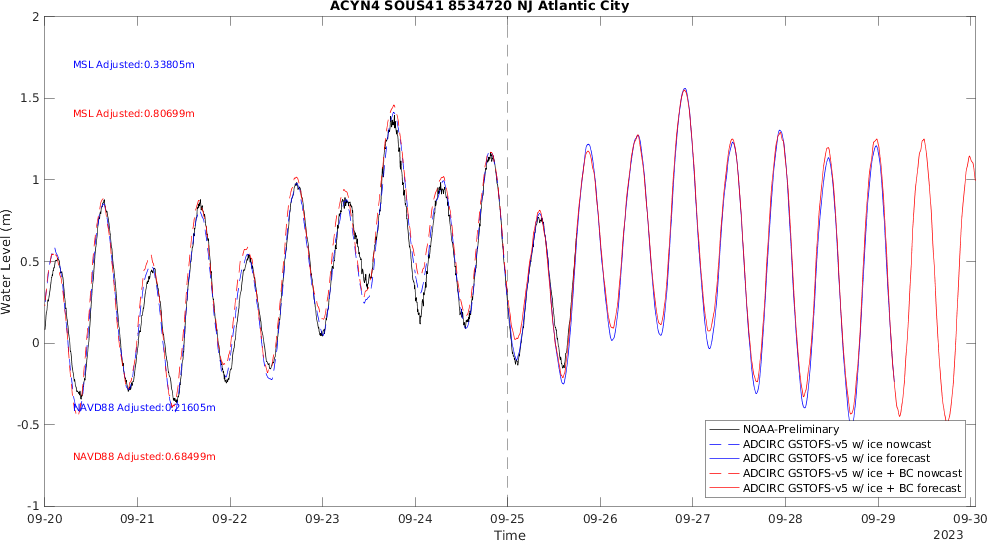 ACYN4 SOUS41 8534720 NJ Atlantic City
Water Level (m)
2
1.5
1
0.5
0
-0.5
-1
MSL Adjusted:0.33805m
MSL Adjusted:0.80699m
NAVD88 Adjusted:0.21605m
NAVD88 Adjusted:0.68499m
NOAA-Preliminary
ADCIRC GSTOFS-v5 w/ ice nowcast
ADCIRC GSTOFS-v5 w/ ice forecast
ADCIRC GSTOFS-v5 w/ ice + BC nowcast
ADCIRC GSTOFS-v5 w/ ice + BC forecast
09-20 09-21 09-22 09-23 09-24 09-25 09-26 09-27 09-28 09-29 09-30
Time
2023